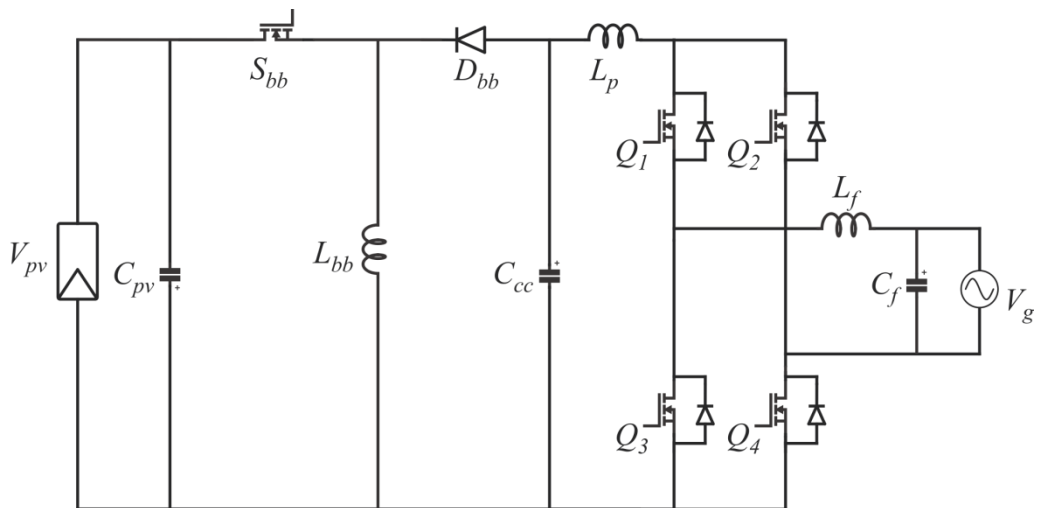 S_bb
D_bb
L_p
Q_1
Q_2
L_f
V_pv
C_pv
L_bb
C_cc
C_f
V_g
Q_3
Q_4